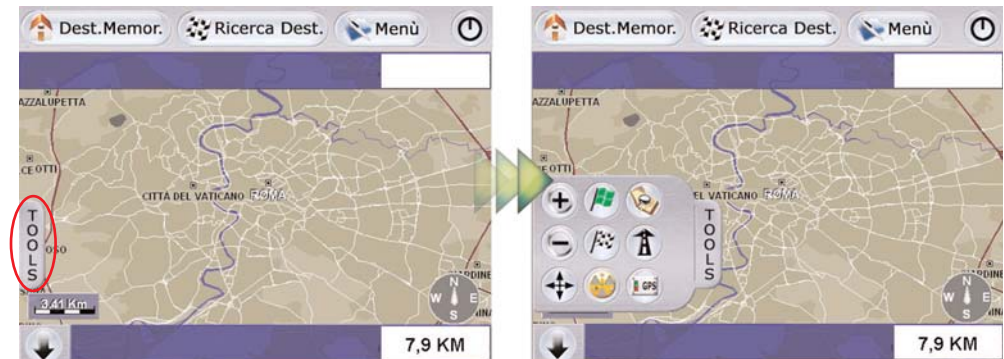 Dest.Memor.
Ricerca Dest.
Menù
AZZALUPETTA
CE OTTI
CITTÀ DEL VATICANO
ROMA
TOOLS
OSO
3,41 Km
N
W
E
S
7,9 KM
Dest.Memor.
Ricerca Dest.
Menù
AZZALUPETTA
OTTI
EL VATICANO
ROMA
TOOLS
GPS
N
W
E
S
7,9 KM